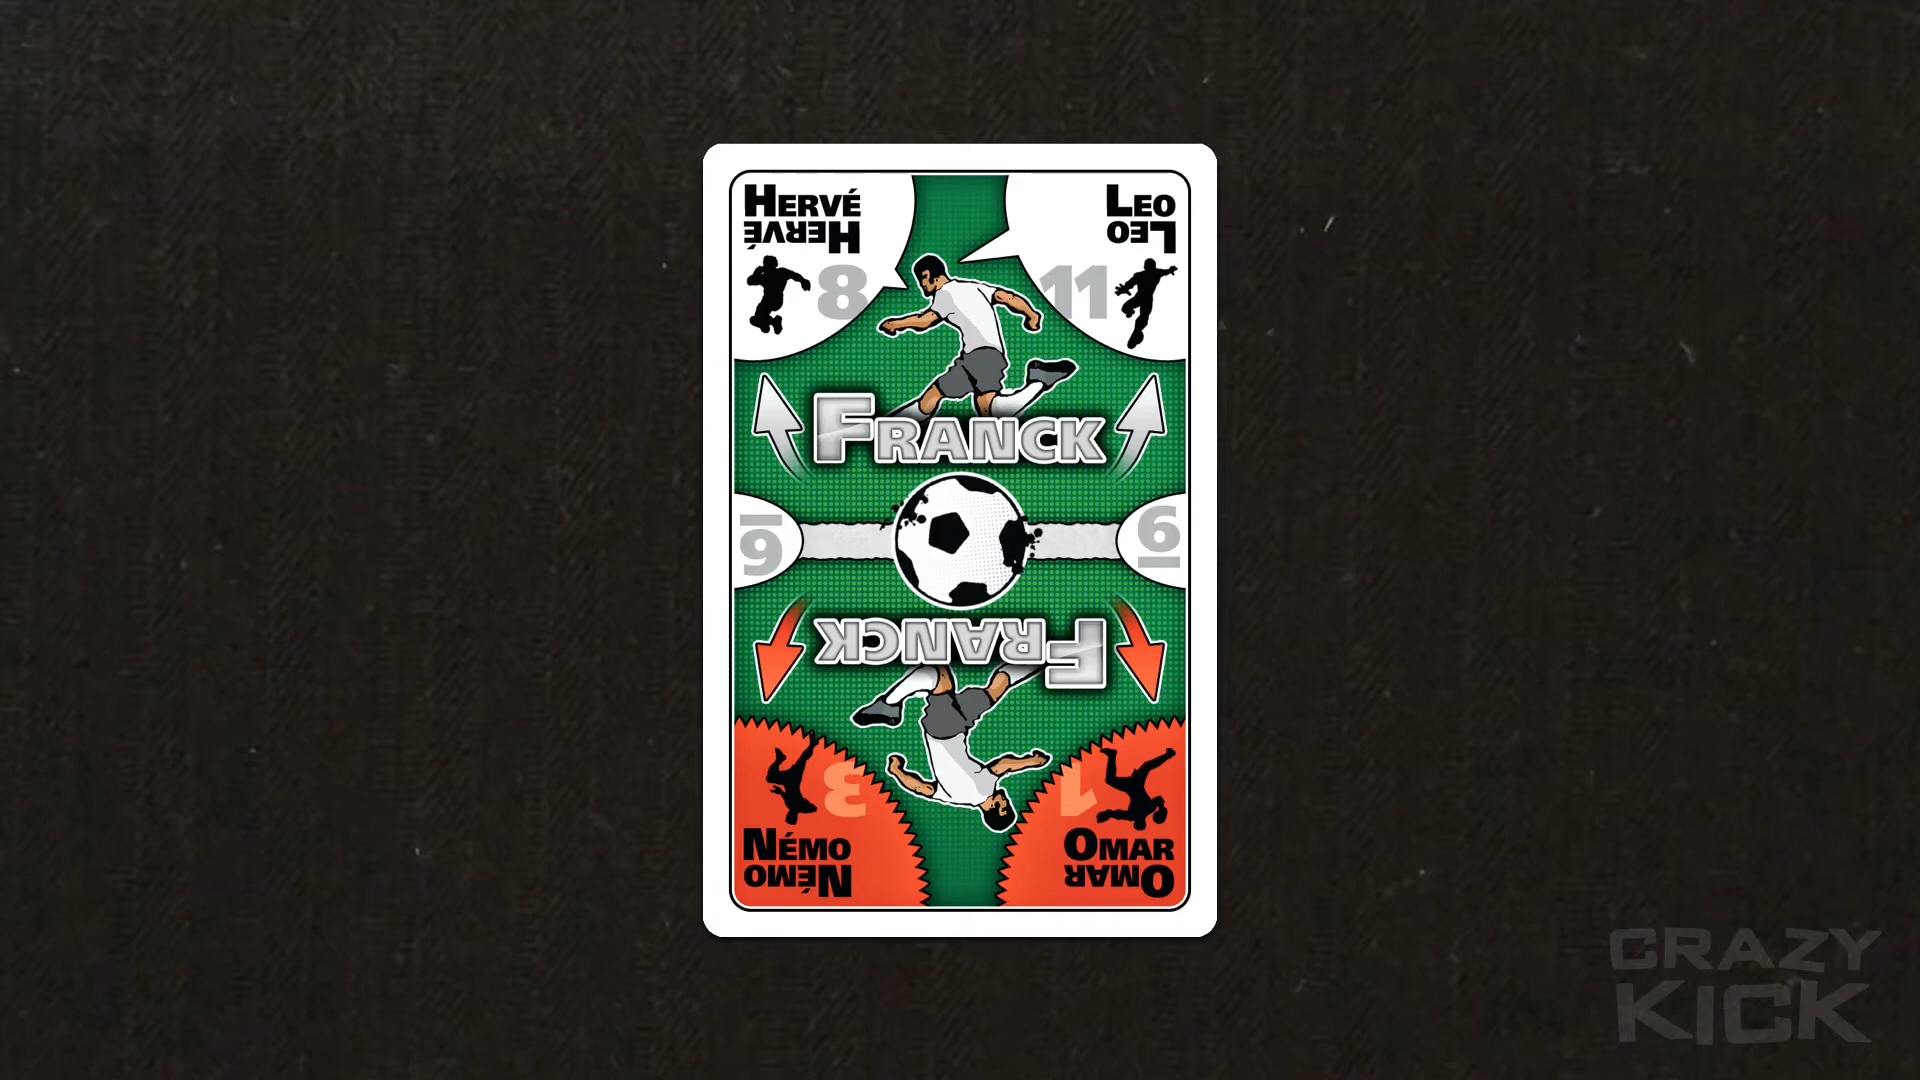 HERVÉ
HERVÉ
8
LEO
LEO
11
FRANCK
6
6
FRANCK
3
1
NÉMO
NÉMO
OMAR
OMAR
CRAZY
KICK